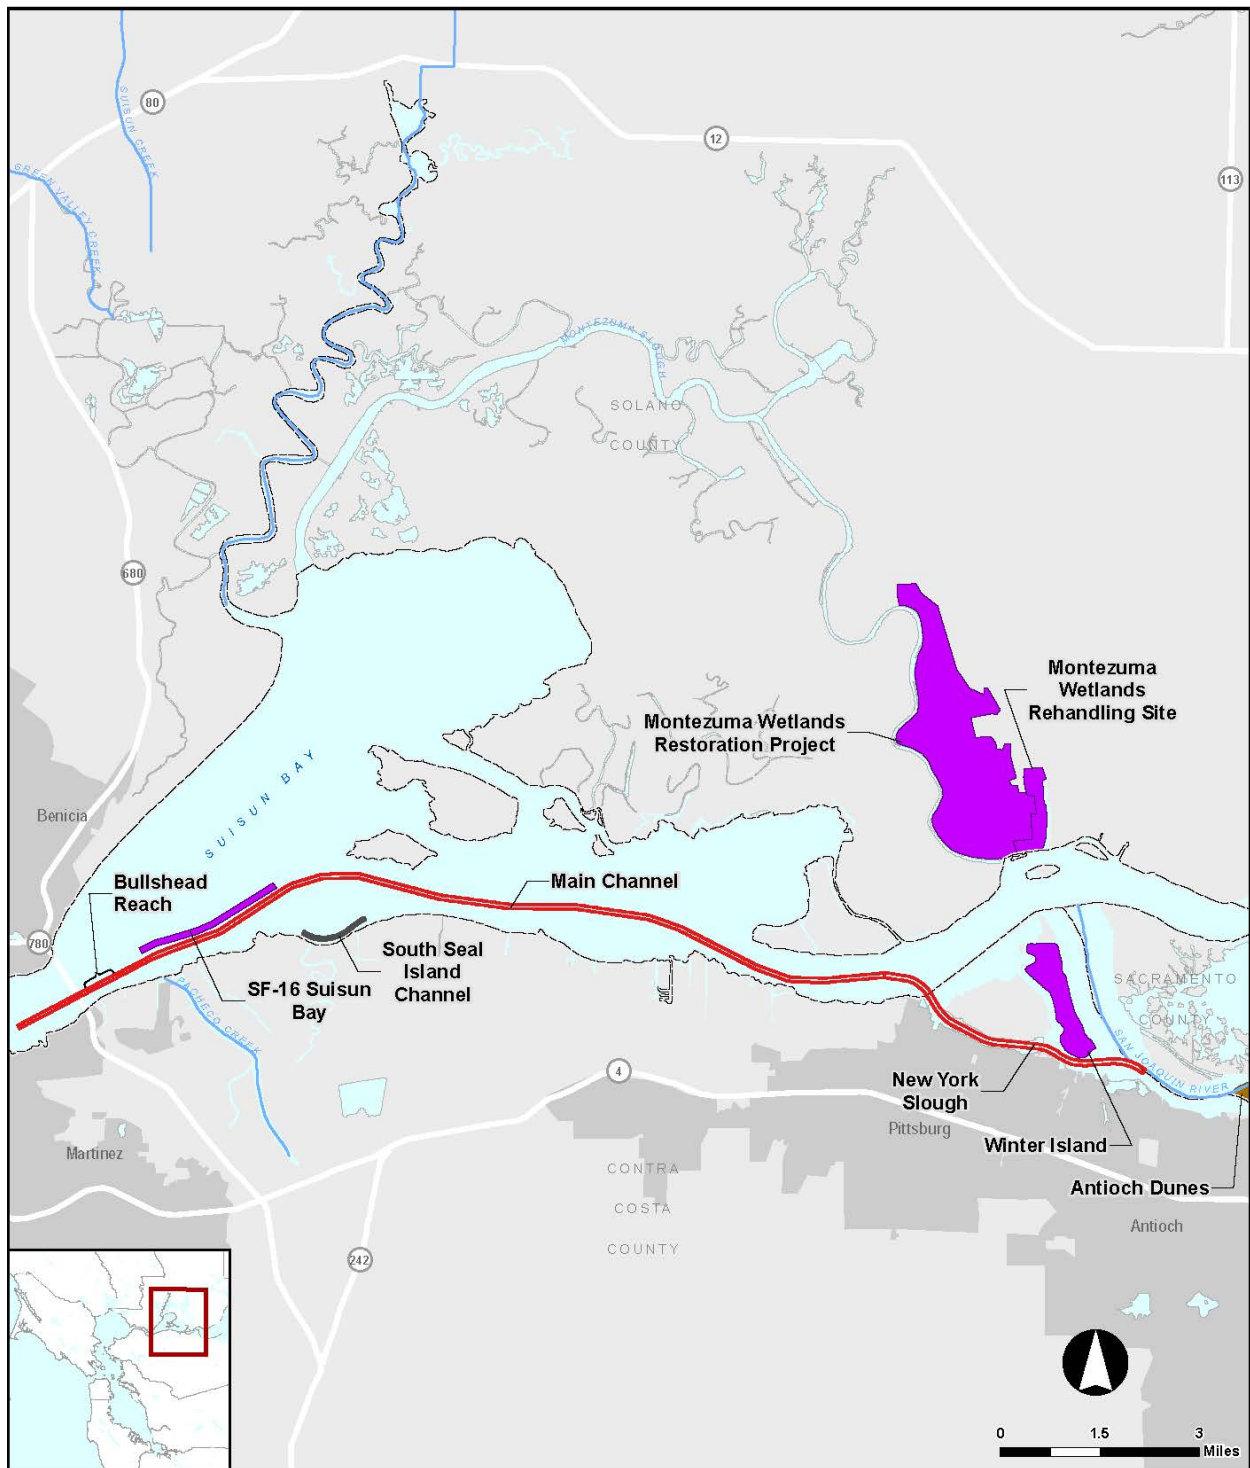 80
12
113
SUISUN CREEK
GREEN VALLEY CREEK
MONTEZUMA SLOUGH
SOLANO
COUNTY
680
Montezuma
Wetlands
Rehandling Site
Montezuma Wetlands
Restoration Project
SUISUN BAY
Benicia
Bullshead
Reach
Main Channel
780
South Seal
Island
Channel
SF-16 Suisun
Bay
PACHECO CREEK
SACRAMENTO
COUNTY
SAN JOAQUIN RIVER
4
New York
Slough
Pittsburg
Winter Island
Martinez
CONTRA
COSTA
COUNTY
Antioch Dunes
Antioch
242
0 1.5 3
Miles